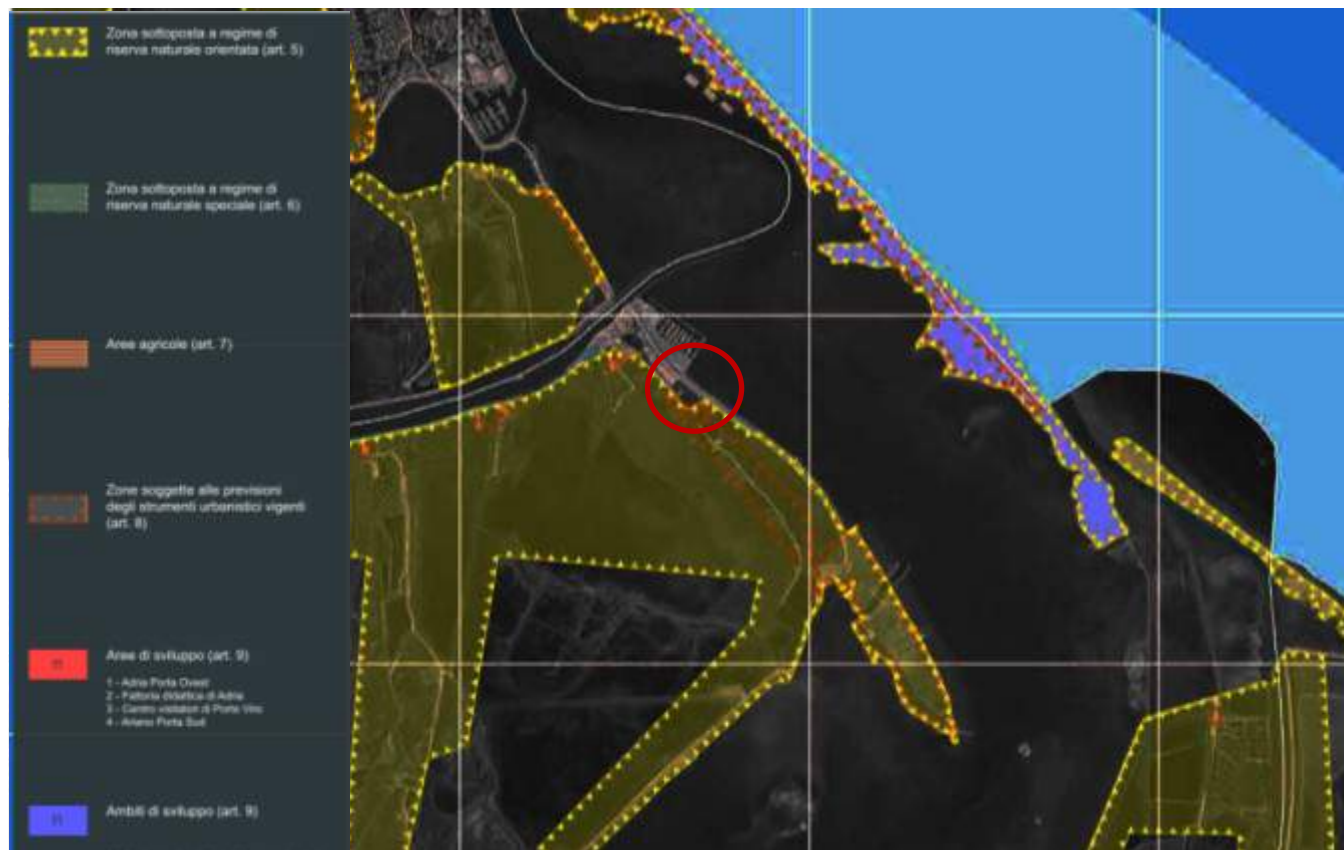 Zona sottoposta a regime di
riserva naturale orientata (art. 5)
Zona sottoposta a regime di
riserva naturale speciale (art. 6)
Aree agricole (art. 7)
Zone soggette alle previsioni
degli strumenti urbanistici vigenti
(art. 8)
Aree di sviluppo (art. 9)
1 - Adria Porta Ovest
2 - Fattoria didattica di Adria
3 - Centro visitatori di Porto Viro
4 - Ariano Porta Sud
Ambiti di sviluppo (art. 9)